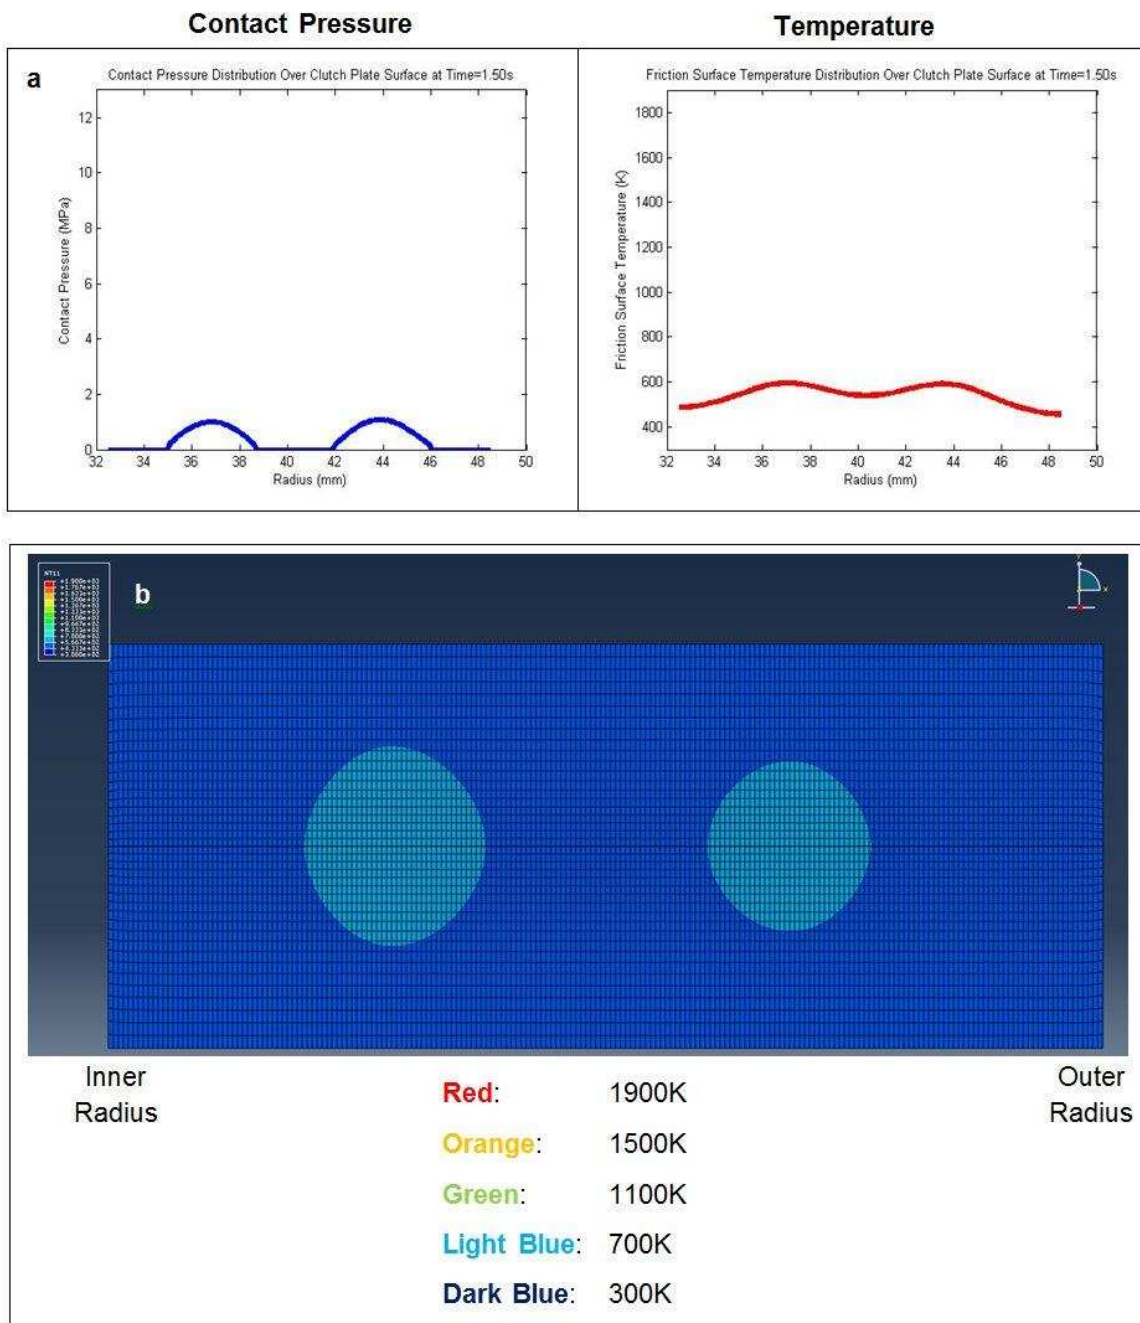 Contact Pressure
Temperature
a
Contact Pressure Distribution Over Clutch Plate Surface at Time=1.50s
12
10
8
6
4
2
0
Contact Pressure (MPa)
32 34 36 38 40 42 44 46 48 50
Radius (mm)
Friction Surface Temperature Distribution Over Clutch Plate Surface at Time=1.50s
1800
1600
1400
1200
1000
800
600
400
Friction Surface Temperature (K)
32 34 36 38 40 42 44 46 48 50
Radius (mm)
NT11
b
Y
X
Inner
Radius
Outer
Radius
Red: 1900K
Orange: 1500K
Green: 1100K
Light Blue: 700K
Dark Blue: 300K